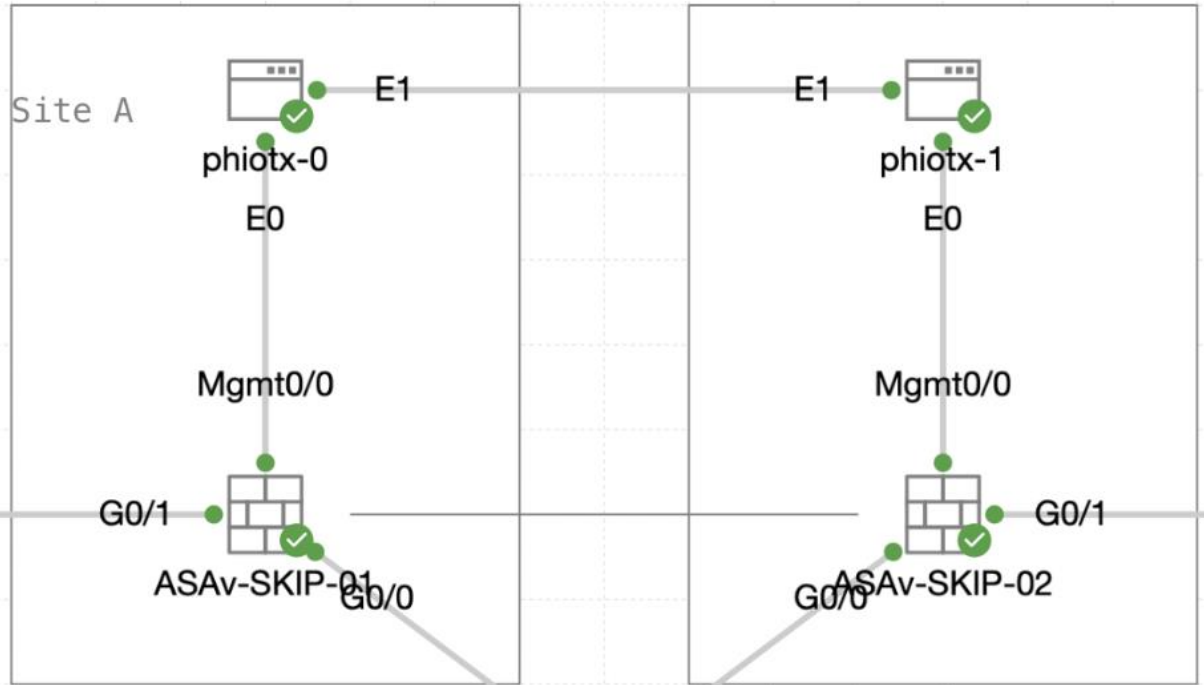 E1
E1
Site A
phiotx-0
phiotx-1
E0
E0
Mgmt0/0
Mgmt0/0
G0/1
G0/1
ASAv-SKIP-01
G0/0
G0/0
ASAv-SKIP-02